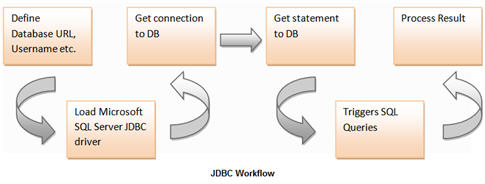 Define
Database URL,
Username etc.
Load Microsoft
SQL Server JDBC
driver
Get connection
to DB
Get statement
to DB
Triggers SQL
Queries
Process Result
JDBC Workflow